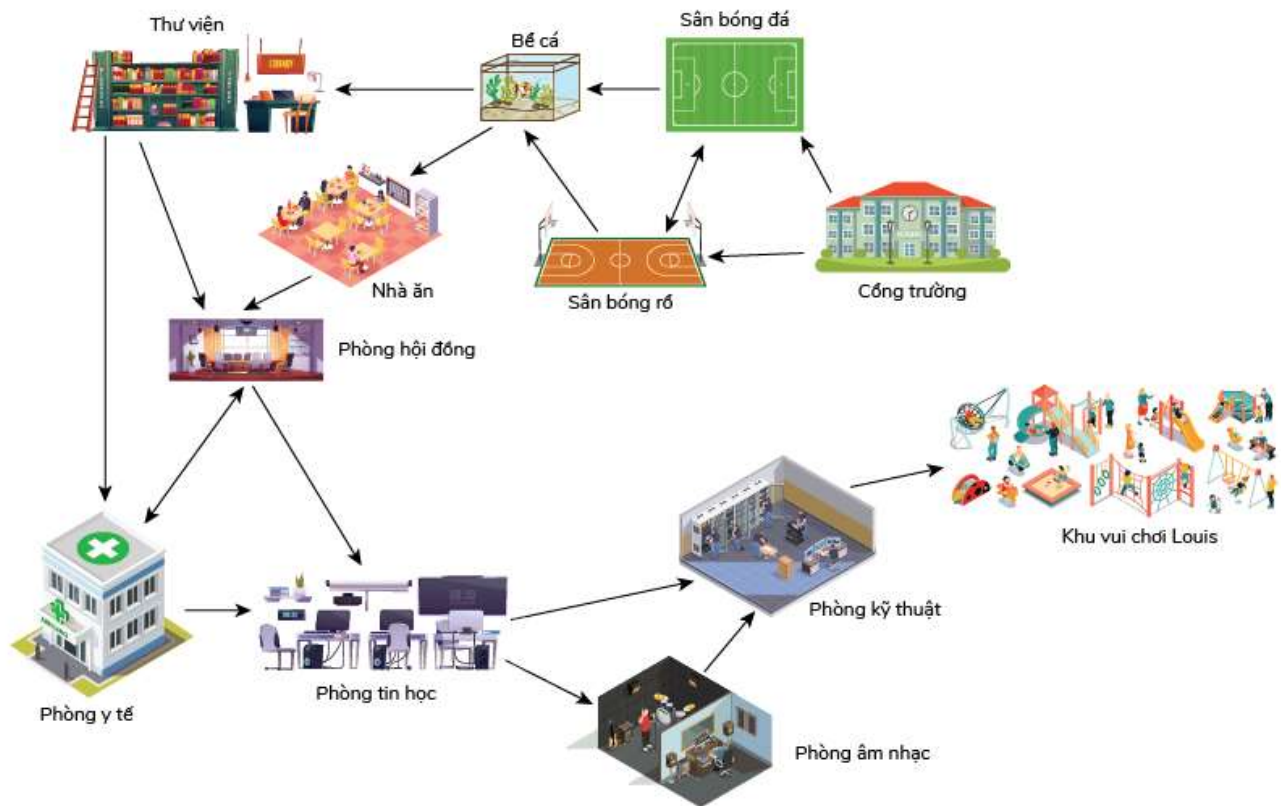 Thư viện
LIBRARY
Bể cá
Sân bóng đá
Nhà ăn
Sân bóng rổ
Cổng trường
Phòng hội đồng
Khu vui chơi Louis
Phòng kỹ thuật
Phòng tin học
Phòng y tế
Phòng âm nhạc